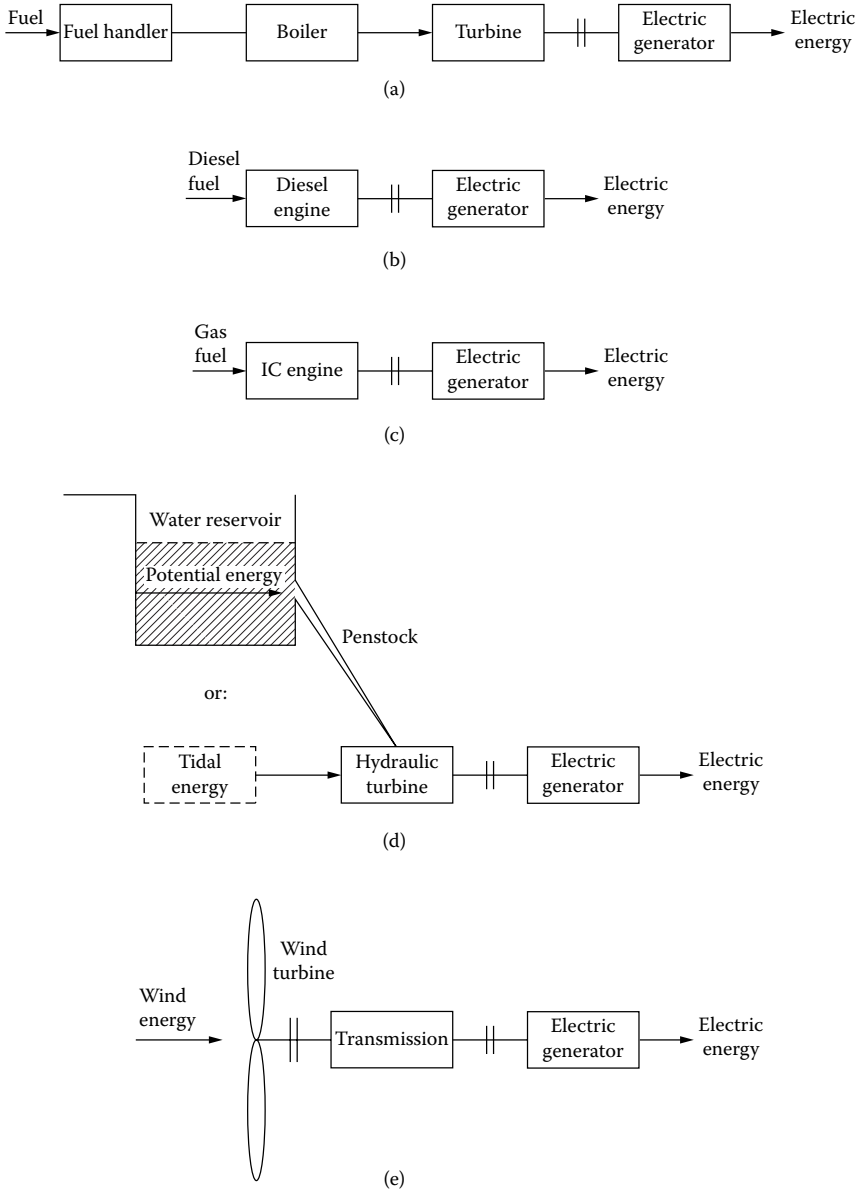 Fuel
Fuel handler
Boiler
Turbine
Electric
generator
Electric
energy
(a)
Diesel
fuel
Diesel
engine
Electric
generator
Electric
energy
(b)
Gas
fuel
IC engine
Electric
generator
Electric
energy
(c)
Water reservoir
Potential energy
Penstock
or:
Tidal
energy
Hydraulic
turbine
Electric
generator
Electric
energy
(d)
Wind
turbine
Wind
energy
Transmission
Electric
generator
Electric
energy
(e)